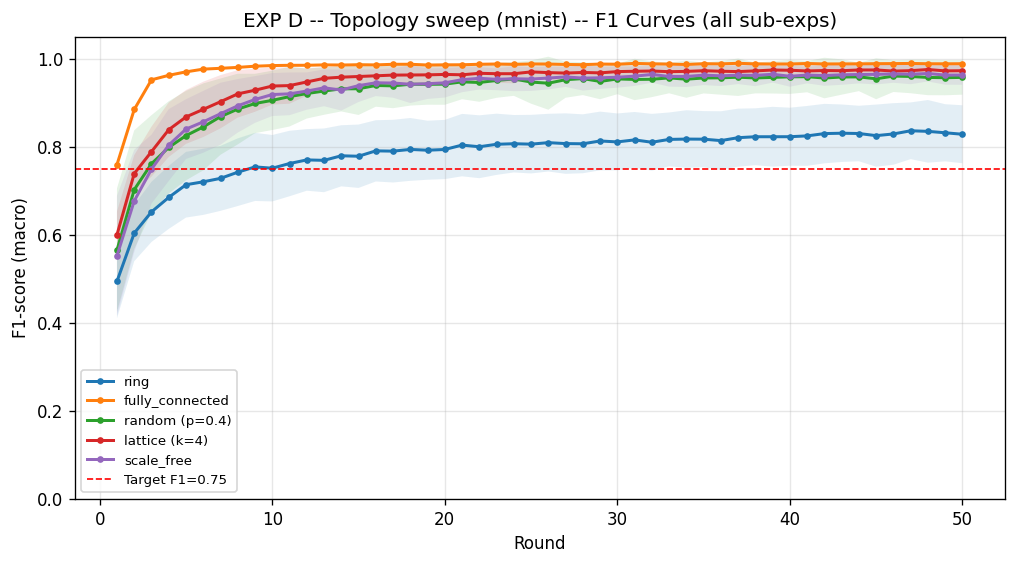 EXP D -- Topology sweep (mnist) -- F1 Curves (all sub-exps)
F1-score (macro)
1.0
0.8
0.6
0.4
0.2
0.0
ring
fully_connected
random (p=0.4)
lattice (k=4)
scale_free
Target F1=0.75
0 10 20 30 40 50
Round